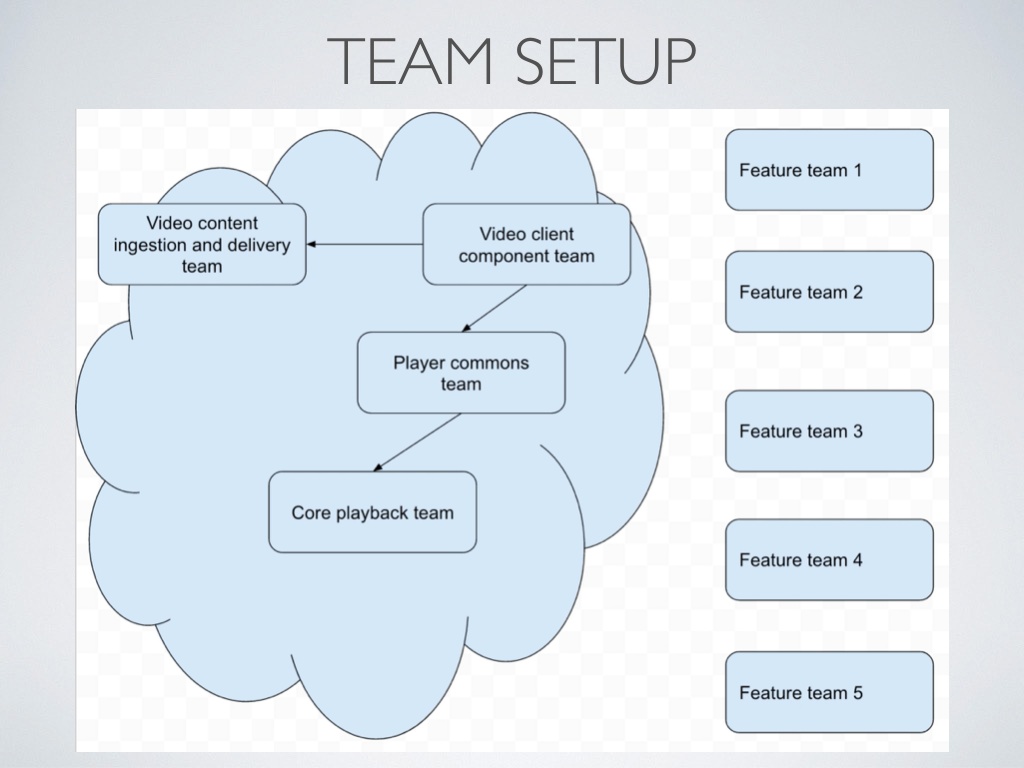 TEAM SETUP
Video content
ingestion and delivery
team
Video client
component team
Player commons
team
Core playback team
Feature team 1
Feature team 2
Feature team 3
Feature team 4
Feature team 5